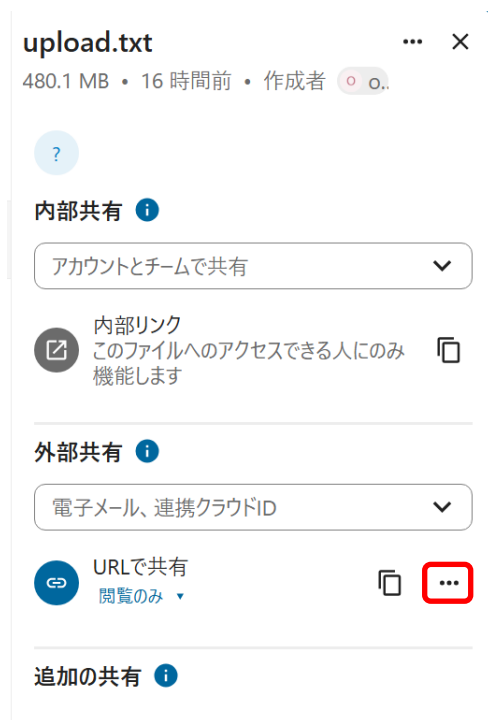 upload.txt
480.1 MB • 16 時間前 • 作成者 O o..
?
内部共有
アカウントとチームで共有
内部リンク
このファイルへのアクセスできる人にのみ
機能します
外部共有
電子メール、連携クラウドID
URLで共有
閲覧のみ
追加の共有